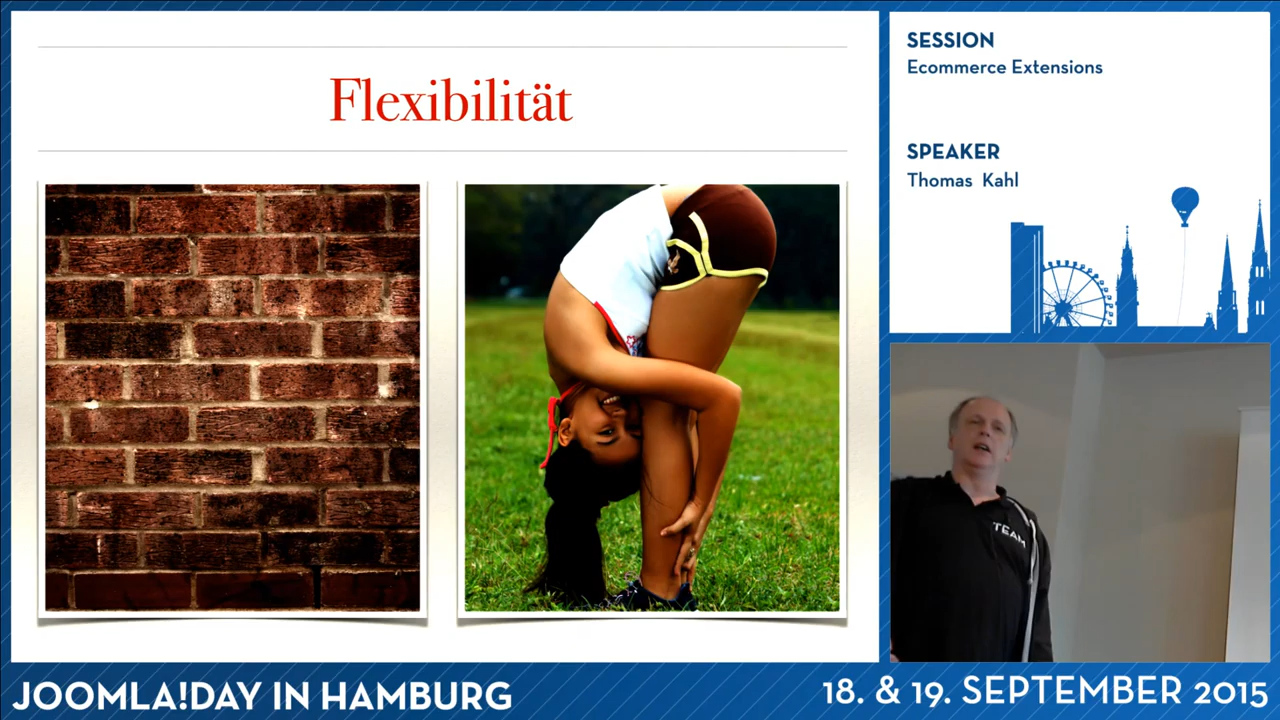 Flexibilität
SESSION
Ecommerce Extensions
SPEAKER
Thomas Kahl
TEAM
JOOMLA!DAY IN HAMBURG
18. & 19. SEPTEMBER 2015